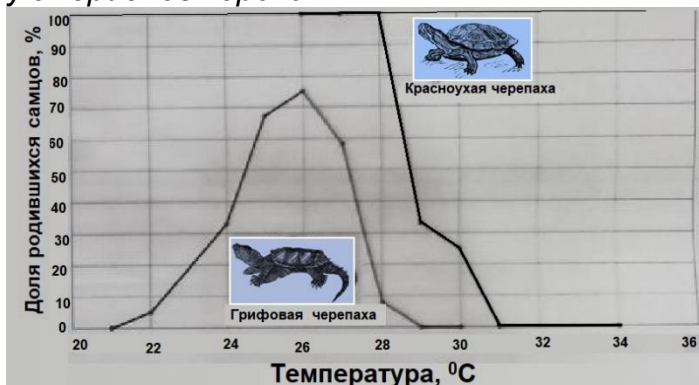 Доля родившихся самцов, %
100
90
80
70
60
50
40
30
20
10
0
Красноухая черепаха
Грифовая черепаха
20 22 24 26 28 30 32 34 36
Температура, ⁰С